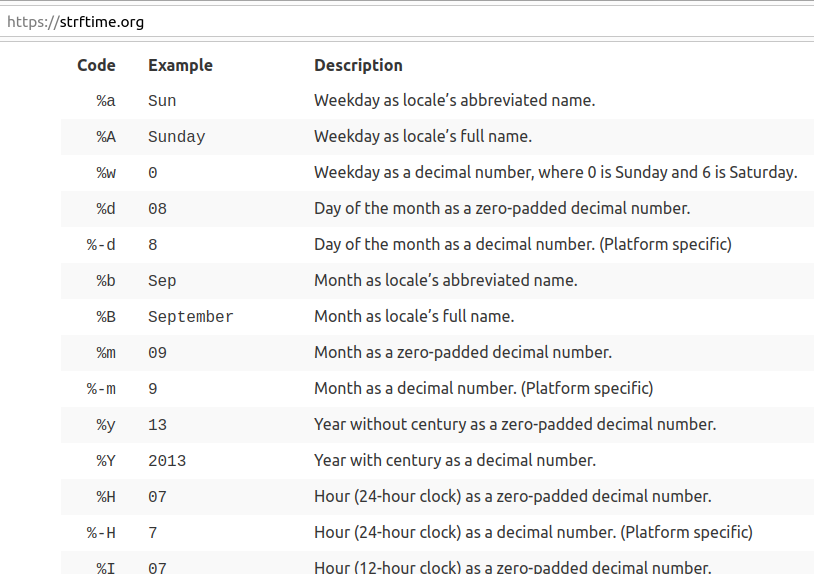 https://strftime.org
Code Example Description
%a Sun Weekday as locale’s abbreviated name.
%A Sunday Weekday as locale’s full name.
%w 0 Weekday as a decimal number, where 0 is Sunday and 6 is Saturday.
%d 08 Day of the month as a zero-padded decimal number.
%-d 8 Day of the month as a decimal number. (Platform specific)
%b Sep Month as locale’s abbreviated name.
%B September Month as locale’s full name.
%m 09 Month as a zero-padded decimal number.
%-m 9 Month as a decimal number. (Platform specific)
%y 13 Year without century as a zero-padded decimal number.
%Y 2013 Year with century as a decimal number.
%H 07 Hour (24-hour clock) as a zero-padded decimal number.
%-H 7 Hour (24-hour clock) as a decimal number. (Platform specific)
%I 07 Hour (12-hour clock) as a zero-padded decimal number.